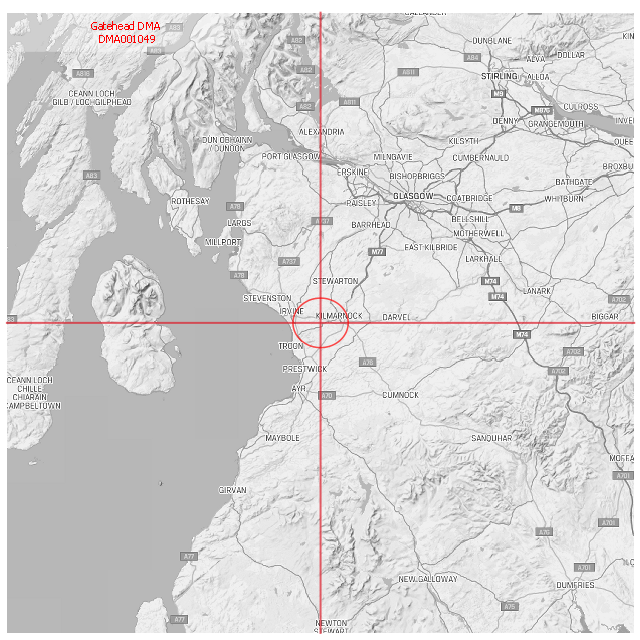 Gatehead DMA
DMA001049
A83
A83
A82
DUNBLANE
A84
DOLLAR
ALVA
A816
A82
A811
STIRLING
ALLOA
CEANN LOCH
GILB / LOCHGILPHEAD
A82
A811
M9
M876
CULROSS
DENNY
GRANGEMOUTH
ALEXANDRIA
DUN OBHAINN
/ DUNOON
KILSYTH
PORT GLASGOW
MILNGAVIE
CUMBERNAULD
A83
ERSKINE
BISHOPBRIGGS
BATHGATE
ROTHESAY
A78
PAISLEY
GLASGOW
COATBRIDGE
M8
WHITBURN
LARGS
A737
BARRHEAD
BELLSHILL
MOTHERWELL
MILLPORT
M77
EAST KILBRIDE
LARKHALL
A78
A737
STEWARTON
M74
LANARK
STEVENSTON
M74
A702
IRVINE
KILMARNOCK
DARVEL
BIGGAR
M74
TROON
A702
A76
PRESTWICK
A702
CEANN LOCH
CHILLE
CHIARAIN
CAMPBELTOWN
AYR
A70
CUMNOCK
MAYBOLE
SANQUHAR
A701
GIRVAN
A701
A76
A77
A701
NEW GALLOWAY
DUMFRIES
A75
A77
NEWTON
STEWART